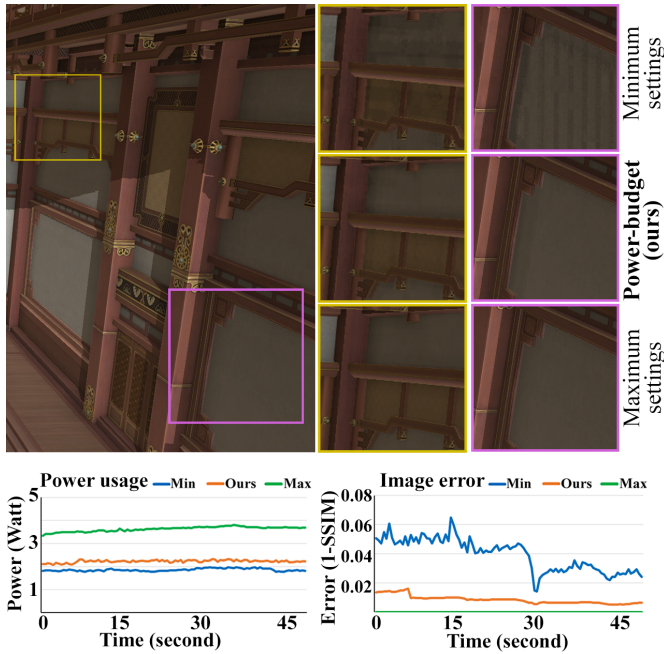 Minimum
settings
Power-budget
(ours)
Maximum
settings
Power usage
Min
Ours
Max
Power (Watt)
5
3
1
0
15
30
45
Time (second)
Image error
Min
Ours
Max
Error (1-SSIM)
0.08
0.06
0.04
0.02
0
15
30
45
Time (second)